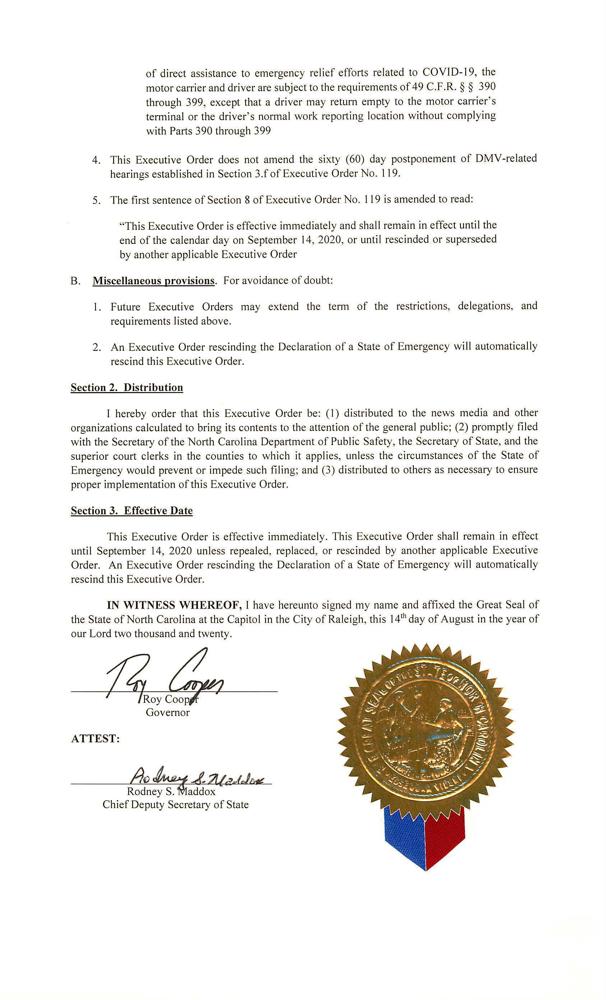 of direct assistance to emergency relief efforts related to COVID-19, the
motor carrier and driver are subject to the requirements of 49 C.F.R. § § 390
through 399, except that a driver may return empty to the motor carrier's
terminal or the driver's normal work reporting location without complying
with Parts 390 through 399
4. This Executive Order does not amend the sixty (60) day postponement of DMV-related
hearings established in Section 3.f of Executive Order No. 119.
5. The first sentence of Section 8 of Executive Order No. 119 is amended to read:
“This Executive Order is effective immediately and shall remain in effect until the
end of the calendar day on September 14, 2020, or until rescinded or superseded
by another applicable Executive Order
B. Miscellaneous provisions. For avoidance of doubt:
1. Future Executive Orders may extend the term of the restrictions, delegations, and
requirements listed above.
2. An Executive Order rescinding the Declaration of a State of Emergency will automatically
rescind this Executive Order.
Section 2. Distribution
I hereby order that this Executive Order be: (1) distributed to the news media and other
organizations calculated to bring its contents to the attention of the general public; (2) promptly filed
with the Secretary of the North Carolina Department of Public Safety, the Secretary of State, and the
superior court clerks in the counties to which it applies, unless the circumstances of the State of
Emergency would prevent or impede such filing; and (3) distributed to others as necessary to ensure
proper implementation of this Executive Order.
Section 3. Effective Date
This Executive Order is effective immediately. This Executive Order shall remain in effect
until September 14, 2020 unless repealed, replaced, or rescinded by another applicable Executive
Order. An Executive Order rescinding the Declaration of a State of Emergency will automatically
rescind this Executive Order.
IN WITNESS WHEREOF, I have hereunto signed my name and affixed the Great Seal of
the State of North Carolina at the Capitol in the City of Raleigh, this 14th day of August in the year of
our Lord two thousand and twenty.
Roy Cooper
Roy Cooper
Governor
ATTEST:
Rodney S. Maddox
Rodney S. Maddox
Chief Deputy Secretary of State
THE GREAT SEAL OF THE STATE OF NORTH CAROLINA
ESSE QUAM VIDERI